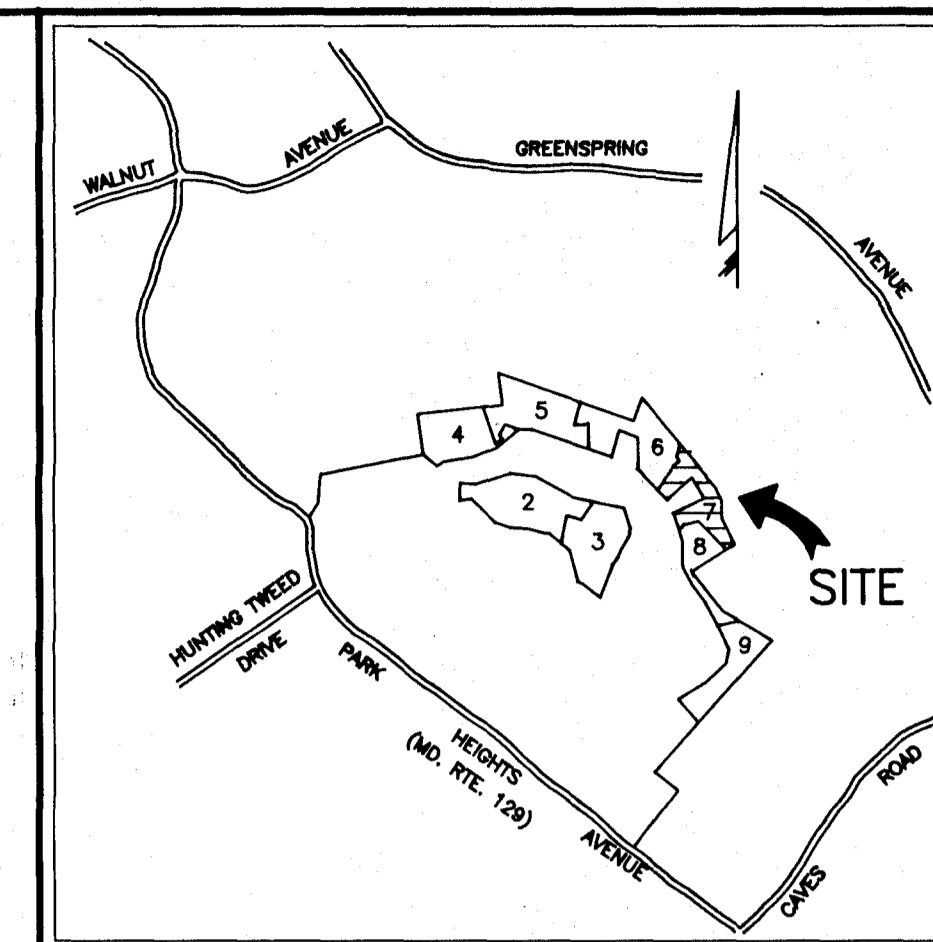 WALNUT
AVENUE
GREENSPRING
AVENUE
5
4
6
2
7
3
8
SITE
HUNTING TWEED
DRIVE
PARK
9
HEIGHTS
(MD. RTE. 129)
AVENUE
CAVES
ROAD